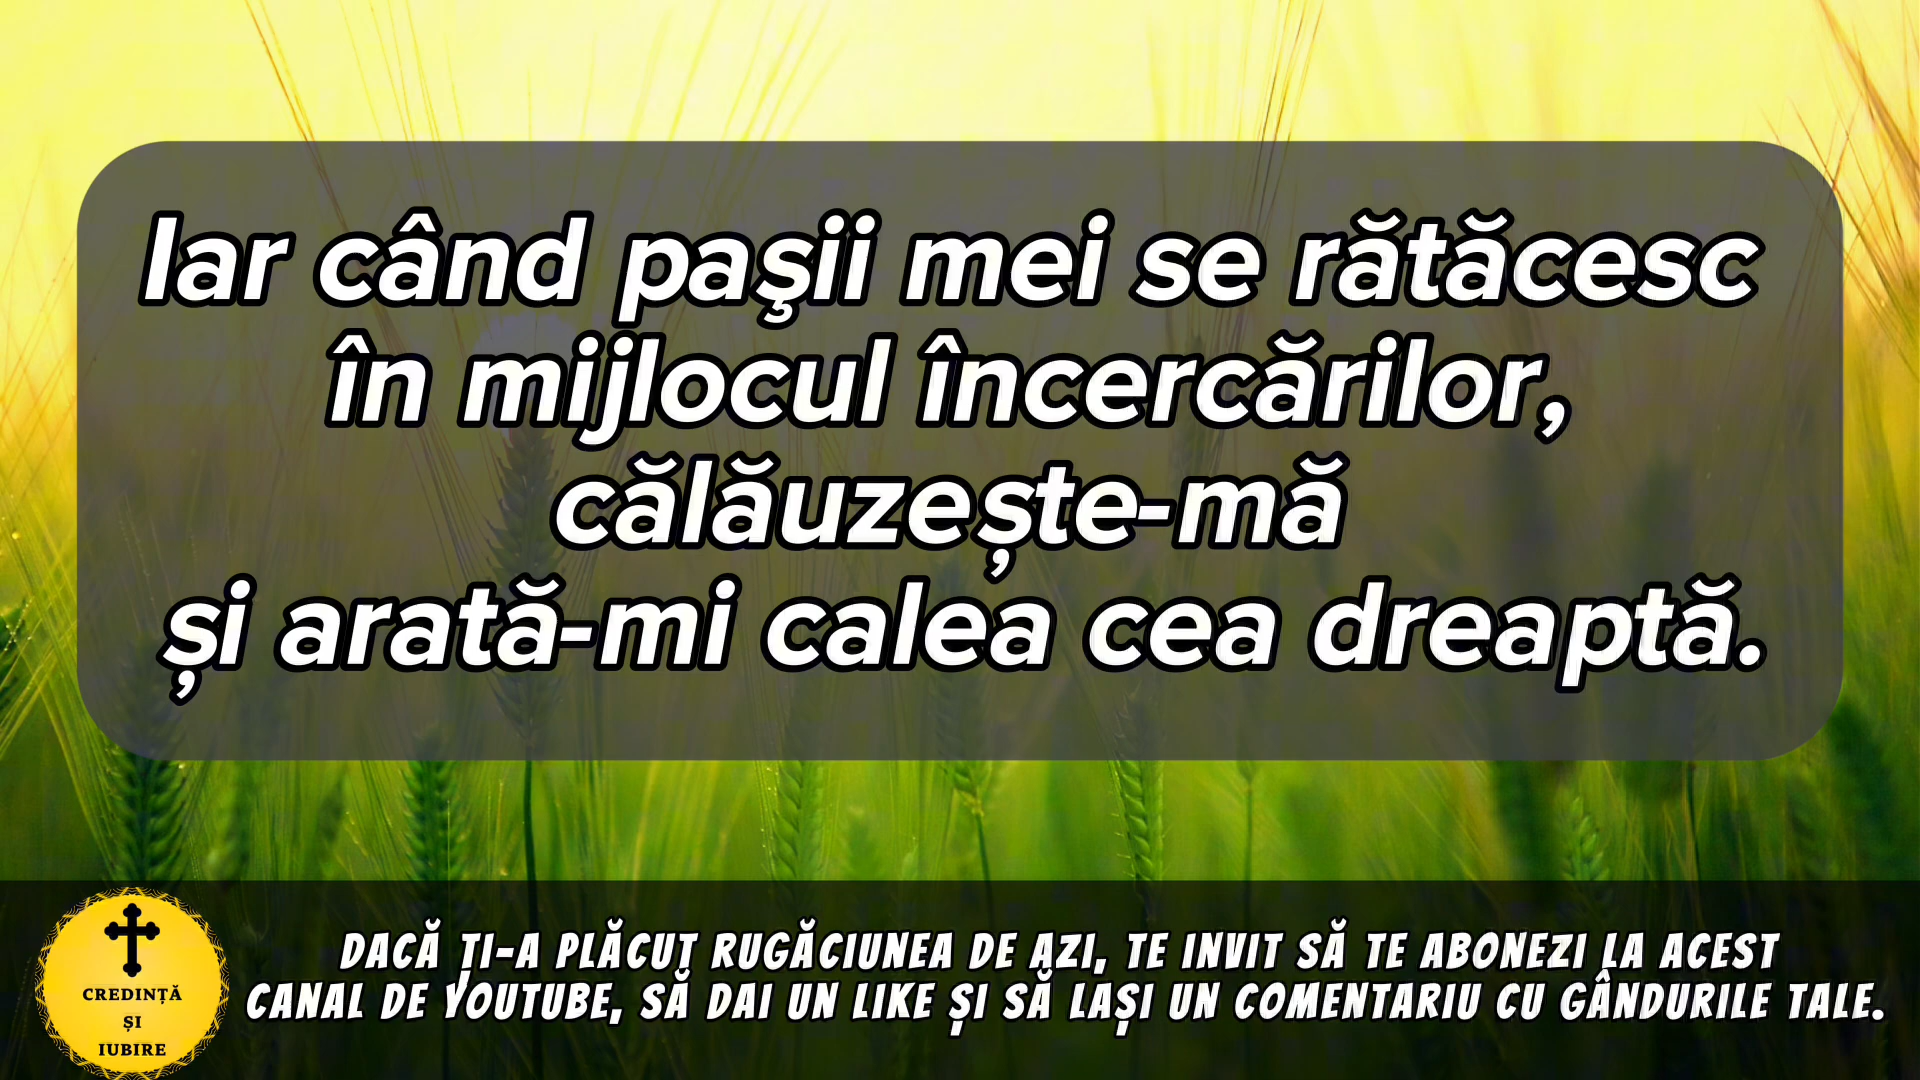 Iar când paşii mei se rătăcesc
în mijlocul încercărilor,
călăuzește-mă
și arată-mi calea cea dreaptă.
DACĂ ȚI-A PLĂCUT RUGĂCIUNEA DE AZI, TE INVIT SĂ TE ABONEZI LA ACEST
CANAL DE YOUTUBE, SĂ DAI UN LIKE ȘI SĂ LAȘI UN COMENTARIU CU GÂNDURILE TALE.
CREDINȚĂ
ȘI
IUBIRE